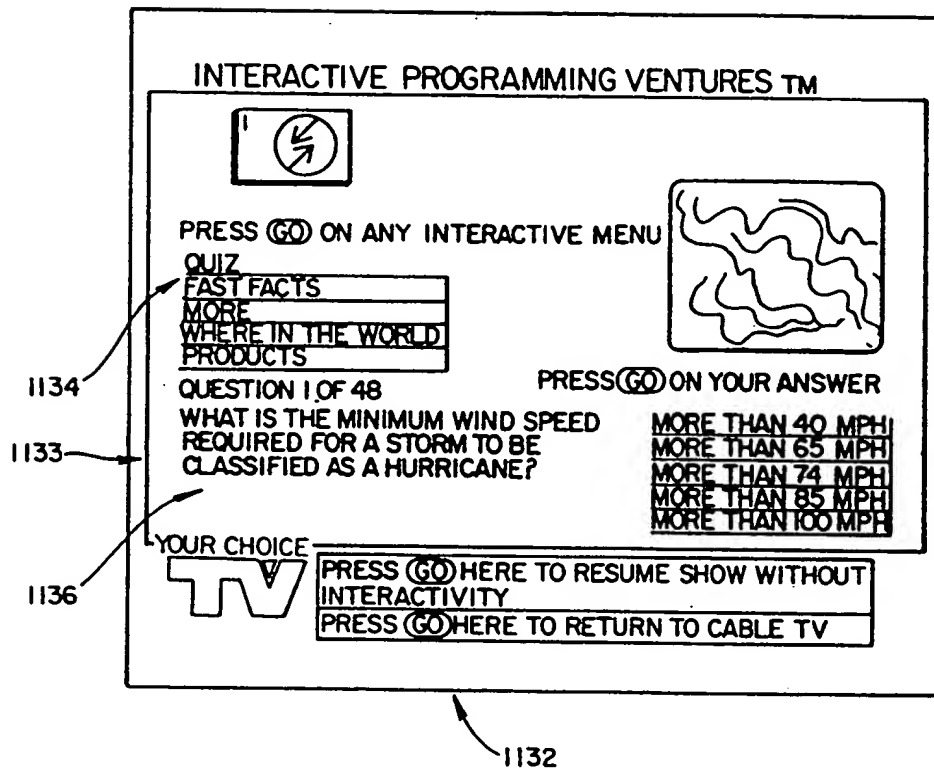 INTERACTIVE PROGRAMMING VENTURES TM
1
PRESS GO ON ANY INTERACTIVE MENU
QUIZ
FAST FACTS
MORE
WHERE IN THE WORLD
PRODUCTS
1134
QUESTION 1 OF 48
PRESS GO ON YOUR ANSWER
WHAT IS THE MINIMUM WIND SPEED
REQUIRED FOR A STORM TO BE
CLASSIFIED AS A HURRICANE?
1133
MORE THAN 40 MPH
MORE THAN 65 MPH
MORE THAN 74 MPH
MORE THAN 85 MPH
MORE THAN 100 MPH
YOUR CHOICE
TV
1136
PRESS GO HERE TO RESUME SHOW WITHOUT
INTERACTIVITY
PRESS GO HERE TO RETURN TO CABLE TV
1132